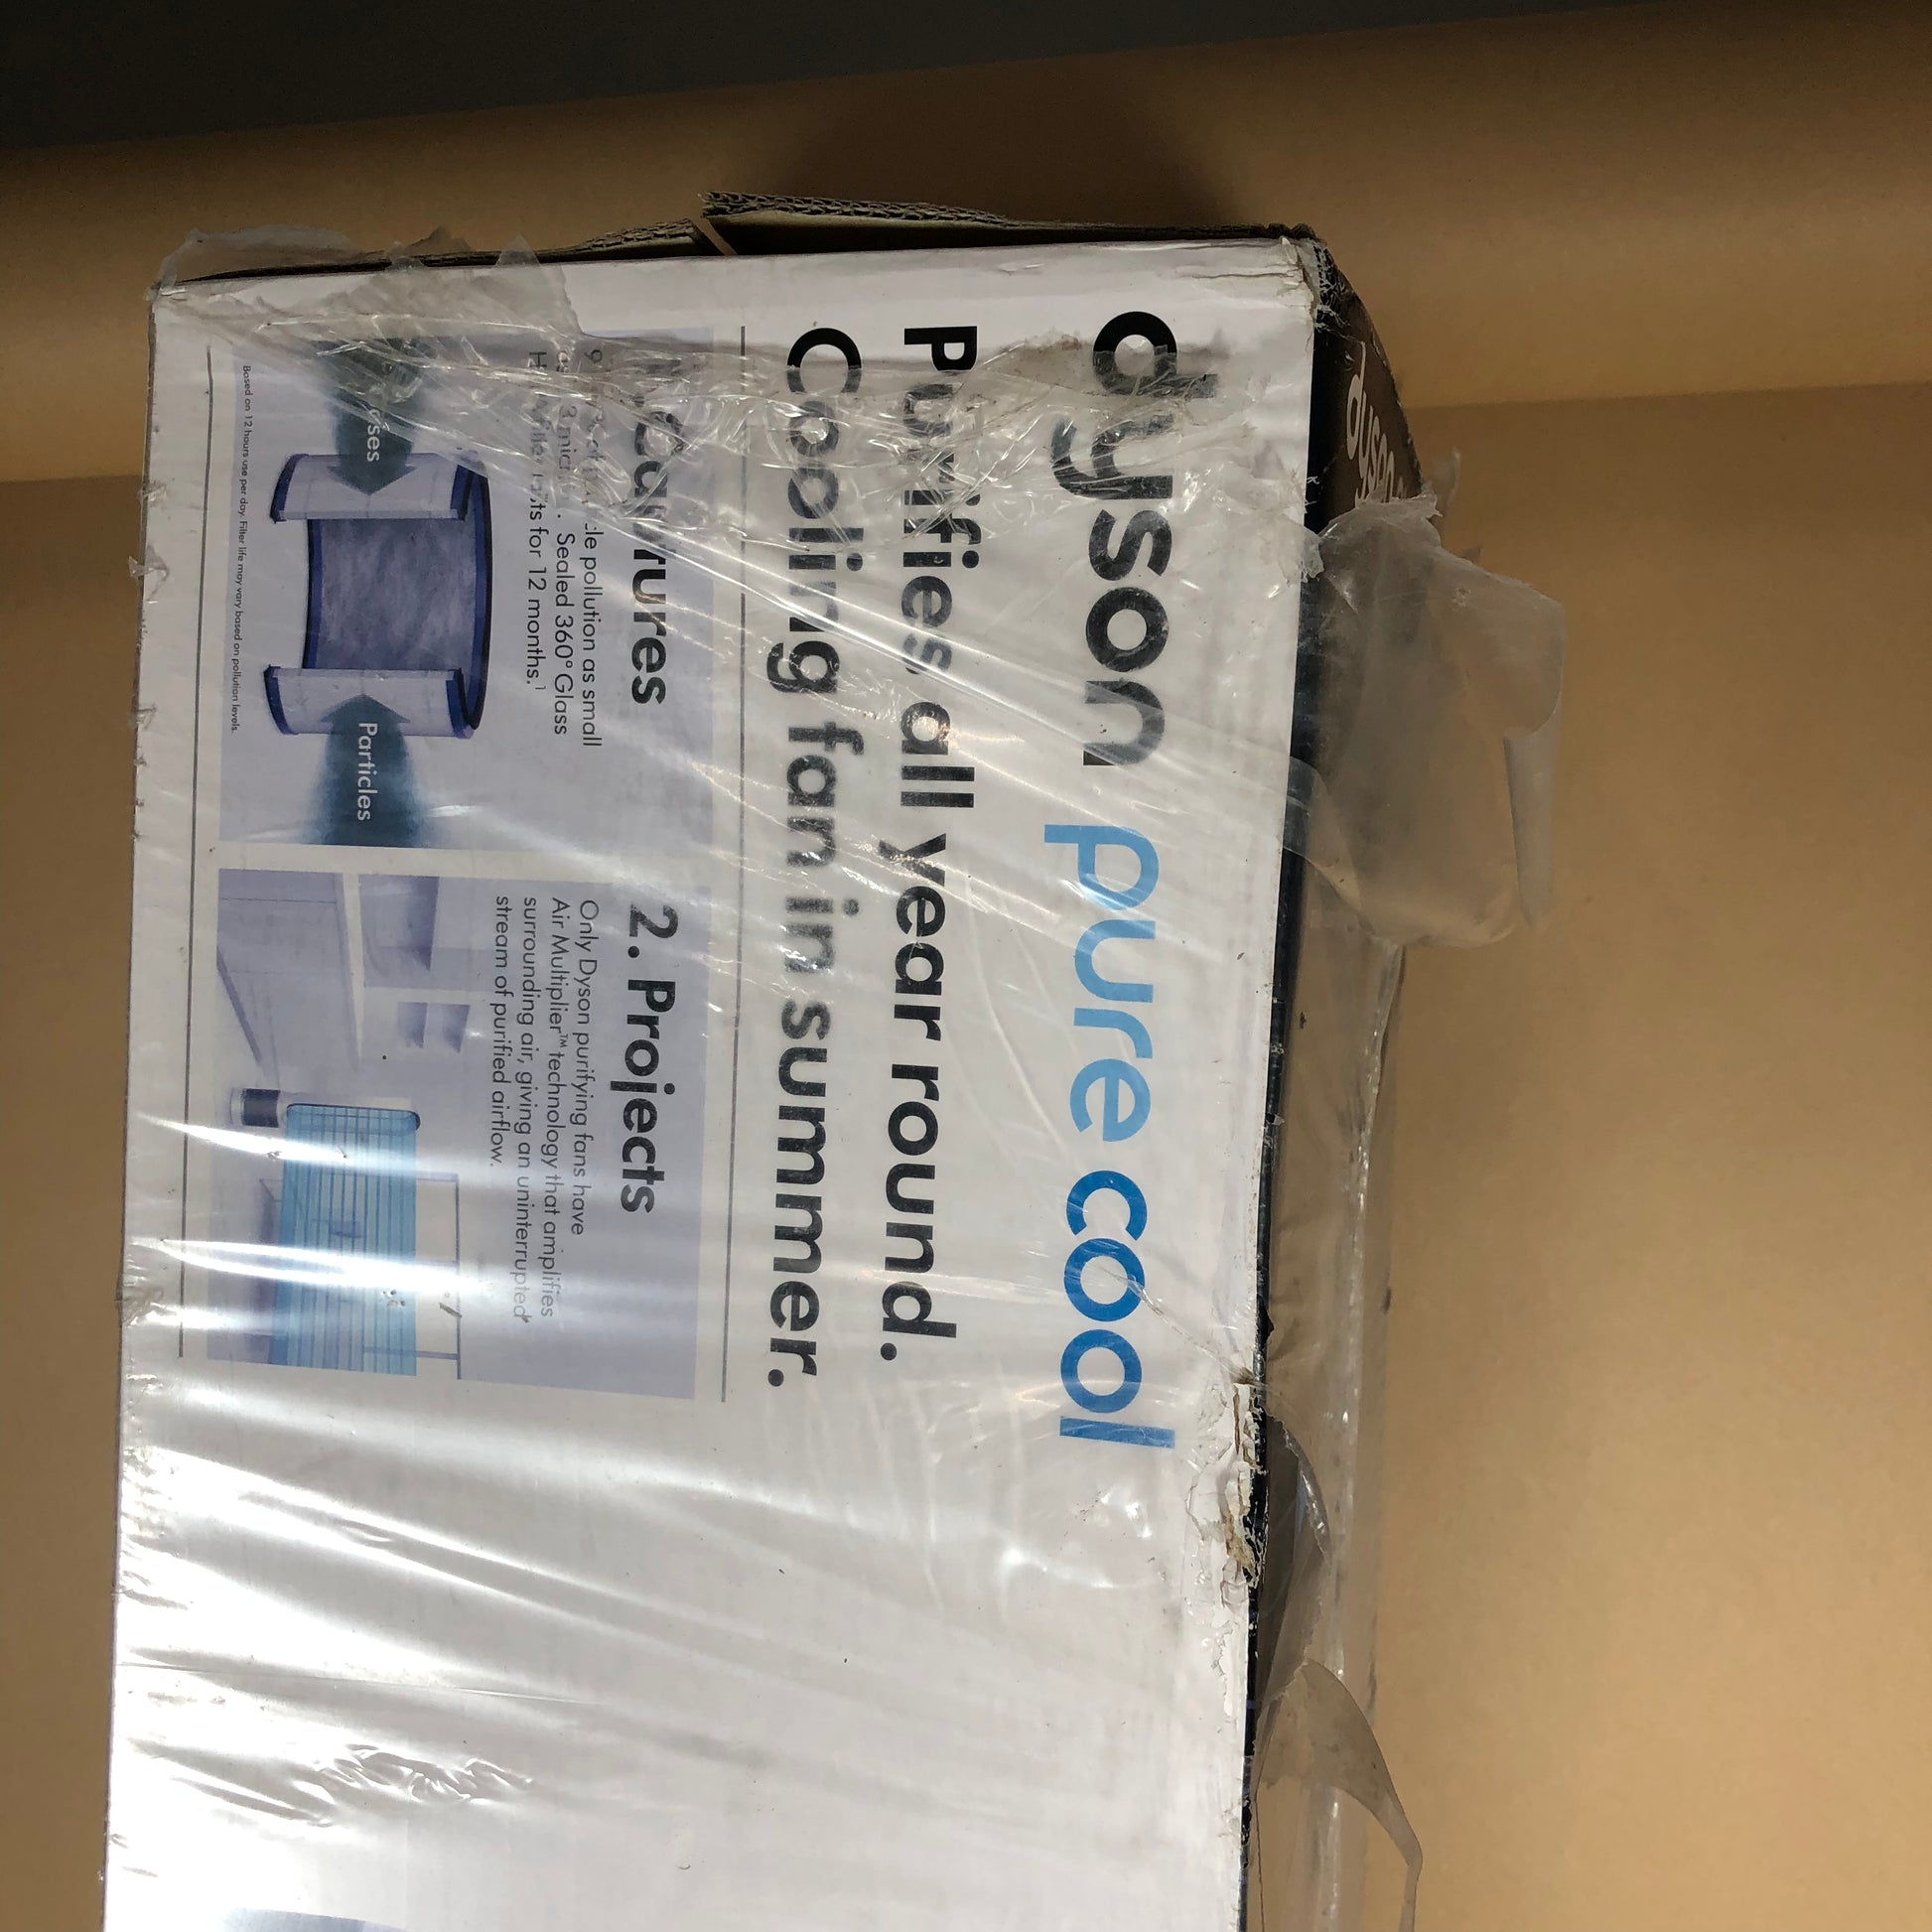 dyson pure cool
Purifies all year round.
Cooling fan in summer.
Captures
cle pollution as small
Sealed 360° Glass
ts for 12 months.¹
Particles
Based on 12 hours use per day. Filter life may vary based on pollution levels.
2. Projects
Only Dyson purifying fans have
Air Multiplier™ technology that amplifies
surrounding air, giving an uninterrupted
stream of purified airflow.
dyson